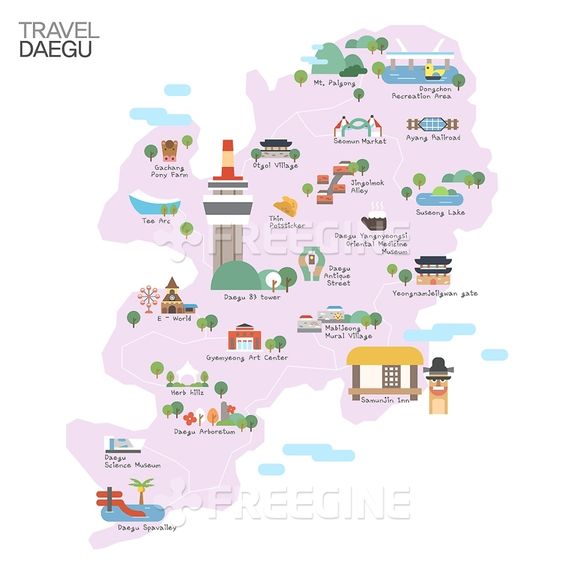 TRAVEL
DAEGU
Mt. Palgong
Dongchon
Recreation Area
Seomun Market
Ayang Railroad
Gachang
Pony Farm
Otgol Village
Jingolmok
Alley
Suseong Lake
Tee Arc
Thin
Potsticker
Daegu Yangnyeongsi
Oriental Medicine
Museum
FREEGINE
Daegu
Antique
Street
YeongnamJeilgwan gate
Daegu 83 tower
E - World
MabiJeong
Mural Village
Gyemyeong Art Center
Herb hillz
SamunJin Inn
Daegu Arboretum
Daegu
Science Museum
Daegu Spavalley
FREEGINE